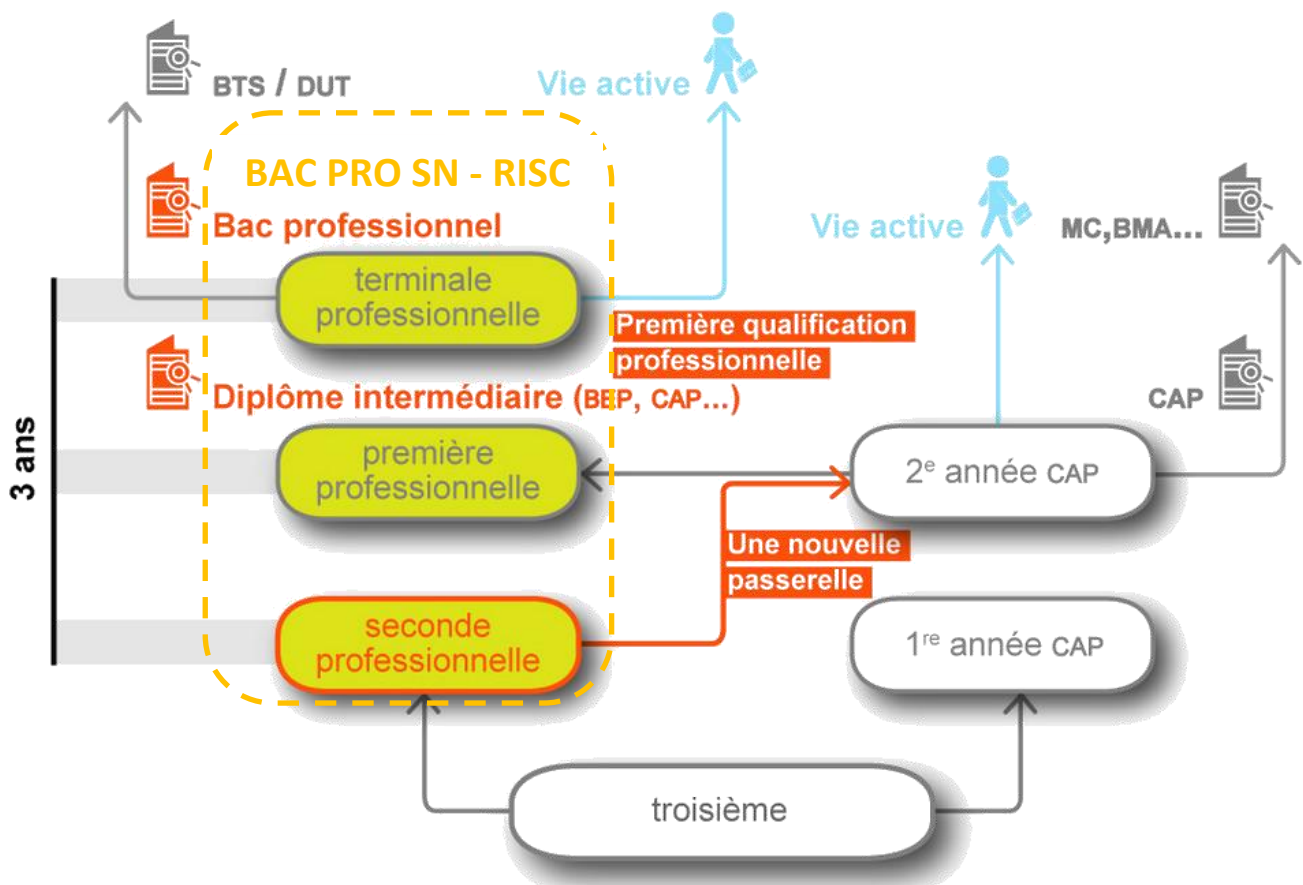 BTS / DUT
Vie active
BAC PRO SN - RISC
Bac professionnel
Vie active
MC,BMA...
terminale
professionnelle
Première qualification
professionnelle
Diplôme intermédiaire (BEP, CAP...)
CAP
3 ans
première
professionnelle
2e année CAP
Une nouvelle
passerelle
seconde
professionnelle
1re année CAP
troisième